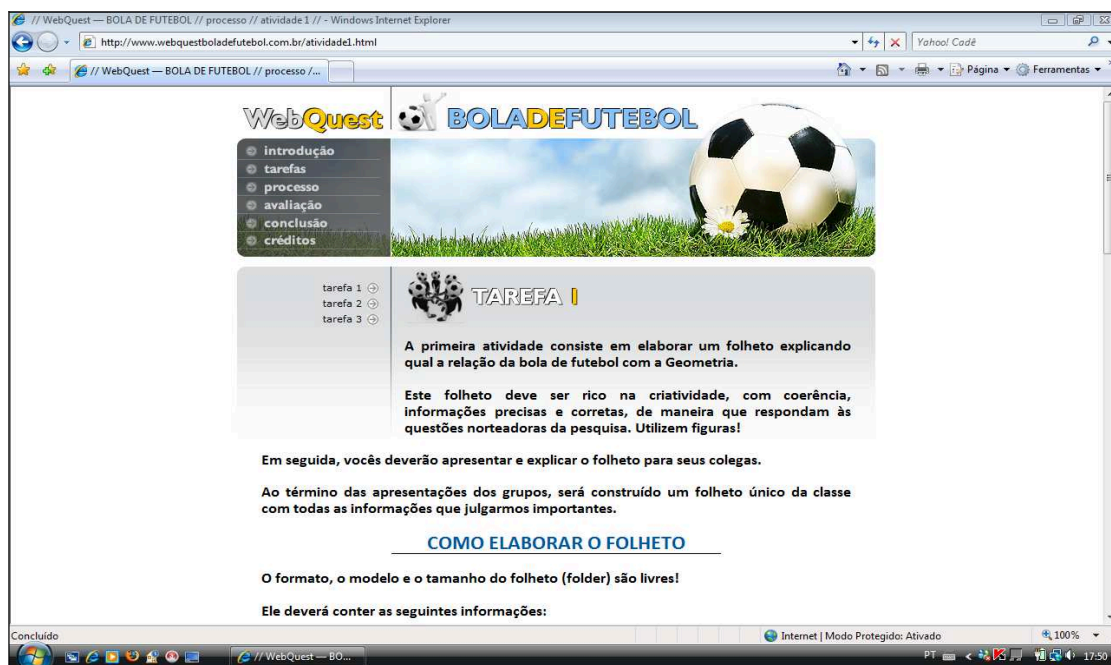 // WebQuest — BOLA DE FUTEBOL // processo // atividade 1 // - Windows Internet Explorer
http://www.webquestboladefutebol.com.br/atividade1.html
Yahoo! Cadê
// WebQuest — BOLA DE FUTEBOL // processo /...
Página
Ferramentas
WebQuest BOLADEFUTEBOL
introdução
tarefas
processo
avaliação
conclusão
créditos
tarefa 1
tarefa 2
tarefa 3
TAREFA I
A primeira atividade consiste em elaborar um folheto explicando
qual a relação da bola de futebol com a Geometria.
Este folheto deve ser rico na criatividade, com coerência,
informações precisas e corretas, de maneira que respondam às
questões norteadoras da pesquisa. Utilizem figuras!
Em seguida, vocês deverão apresentar e explicar o folheto para seus colegas.
Ao término das apresentações dos grupos, será construído um folheto único da classe
com todas as informações que julgarmos importantes.
COMO ELABORAR O FOLHETO
O formato, o modelo e o tamanho do folheto (folder) são livres!
Ele deverá conter as seguintes informações:
Concluído
Internet | Modo Protegido: Ativado
100%
// WebQuest — BO...
PT
17:50